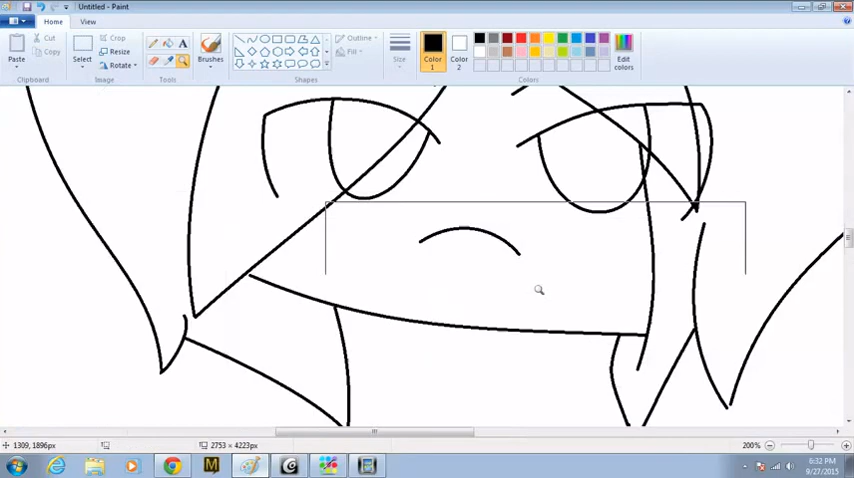 Untitled - Paint
Home View
Paste
Cut
Copy
Clipboard
Select
Crop
Resize
Rotate
Image
A
Tools
Brushes
Outline
Fill
Shapes
Size
Color 1
Color 2
Edit colors
Colors
1309, 1896px
2753 × 4223px
200%
6:32 PM
9/27/2015